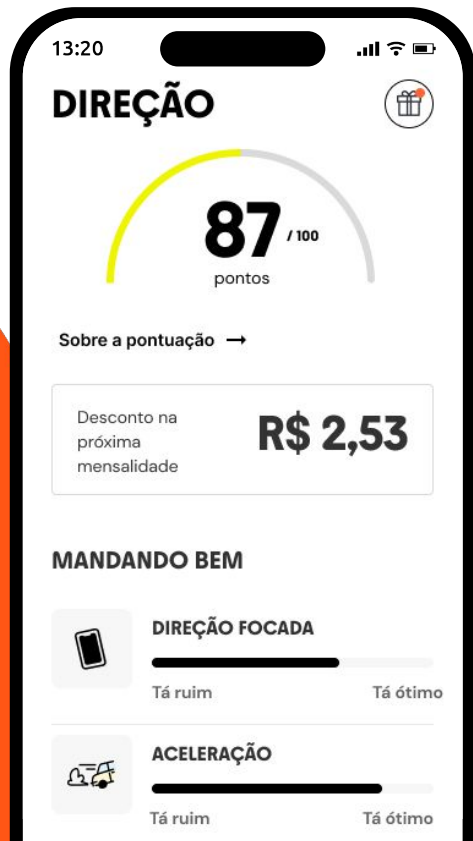 13:20
DIREÇÃO
87 / 100
pontos
Sobre a pontuação →
Desconto na
próxima
mensalidade
R$ 2,53
MANDANDO BEM
DIREÇÃO FOCADA
Tá ruim Tá ótimo
ACELERAÇÃO
Tá ruim Tá ótimo